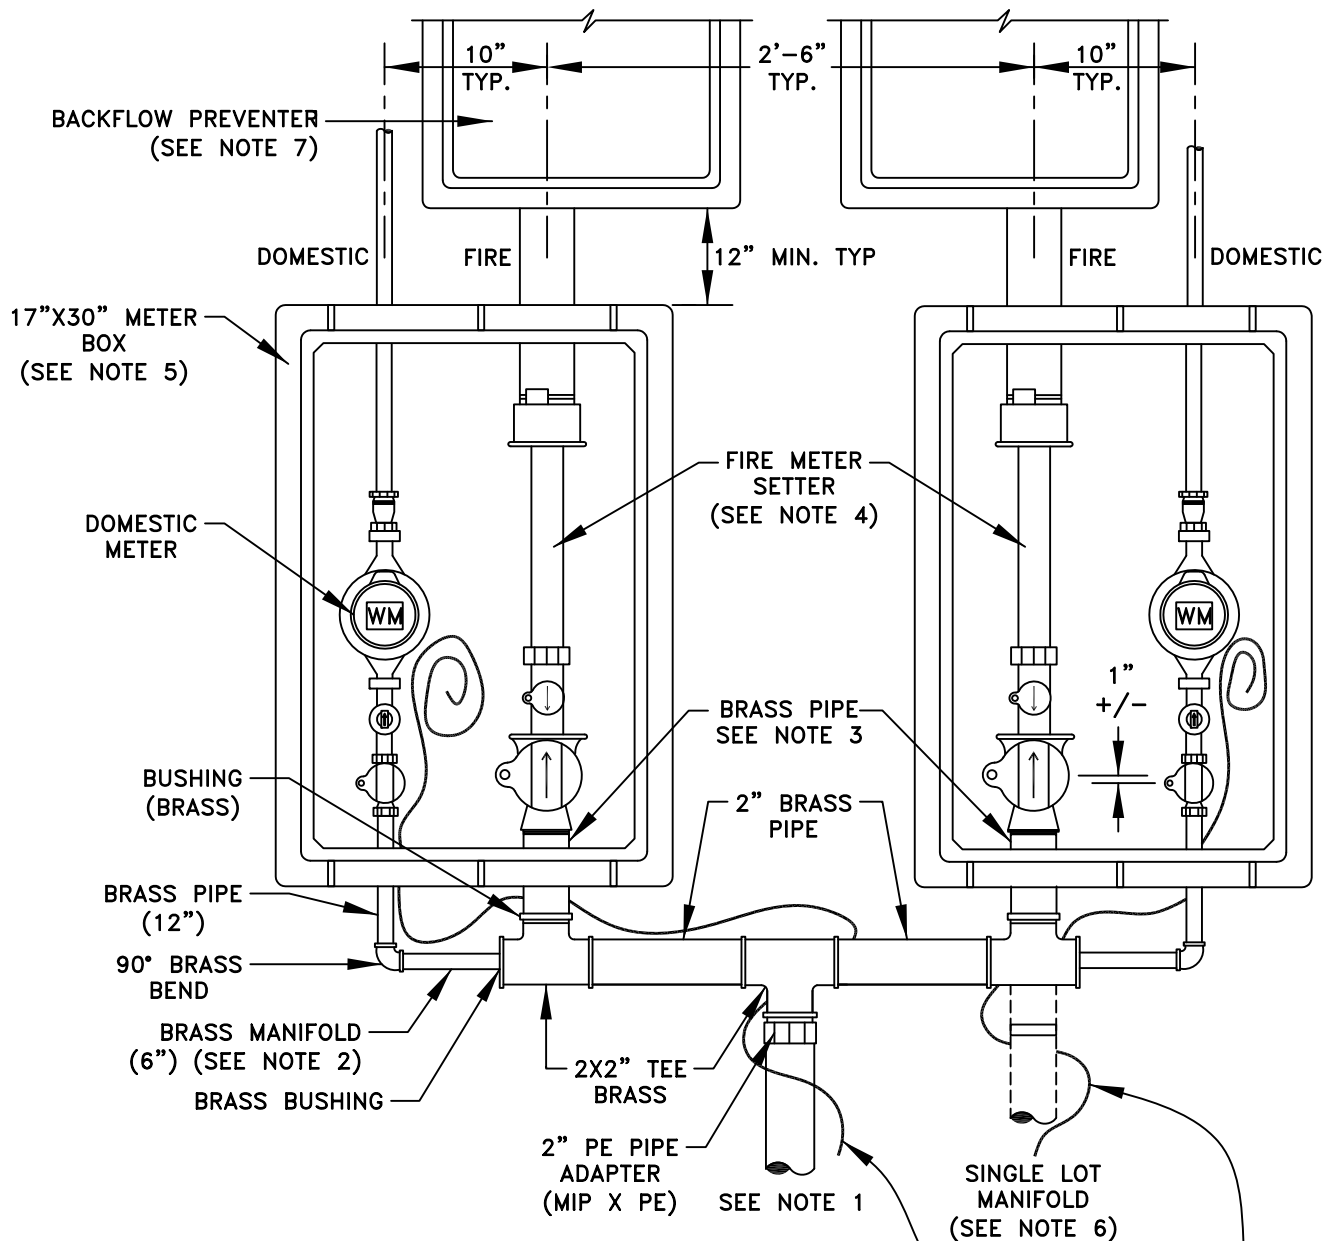 10”
TYP.
2’-6”
TYP.
10”
TYP.
BACKFLOW PREVENTER
(SEE NOTE 7)
DOMESTIC
FIRE
12” MIN. TYP
FIRE
DOMESTIC
17”X30” METER
BOX
(SEE NOTE 5)
FIRE METER
SETTER
(SEE NOTE 4)
DOMESTIC
METER
WM
WM
1”
+/-
BRASS PIPE
SEE NOTE 3
BUSHING
(BRASS)
2” BRASS
PIPE
BRASS PIPE
(12”)
90° BRASS
BEND
BRASS MANIFOLD
(6”) (SEE NOTE 2)
2X2” TEE
BRASS
BRASS BUSHING
2” PE PIPE
ADAPTER
(MIP X PE)
SEE NOTE 1
SINGLE LOT
MANIFOLD
(SEE NOTE 6)